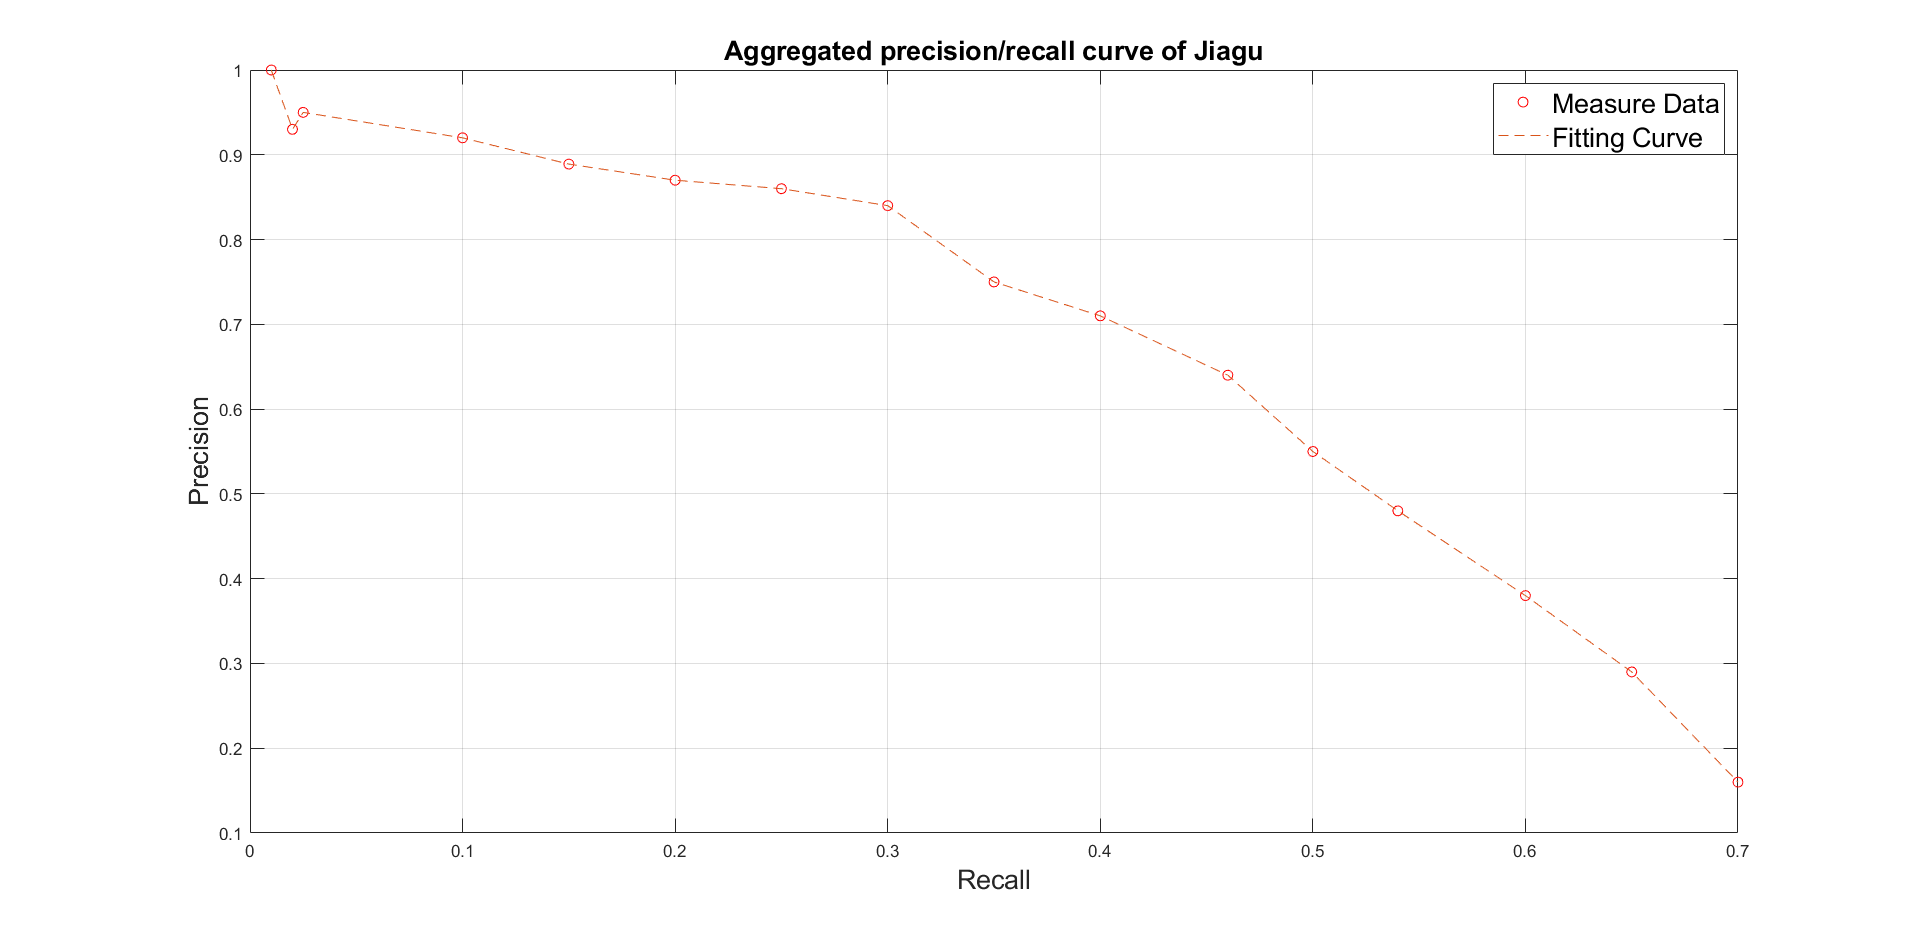 Aggregated precision/recall curve of Jiagu
Measure Data
Fitting Curve
1
0.9
0.8
0.7
0.6
0.5
0.4
0.3
0.2
0.1
Precision
0 0.1 0.2 0.3 0.4 0.5 0.6 0.7
Recall